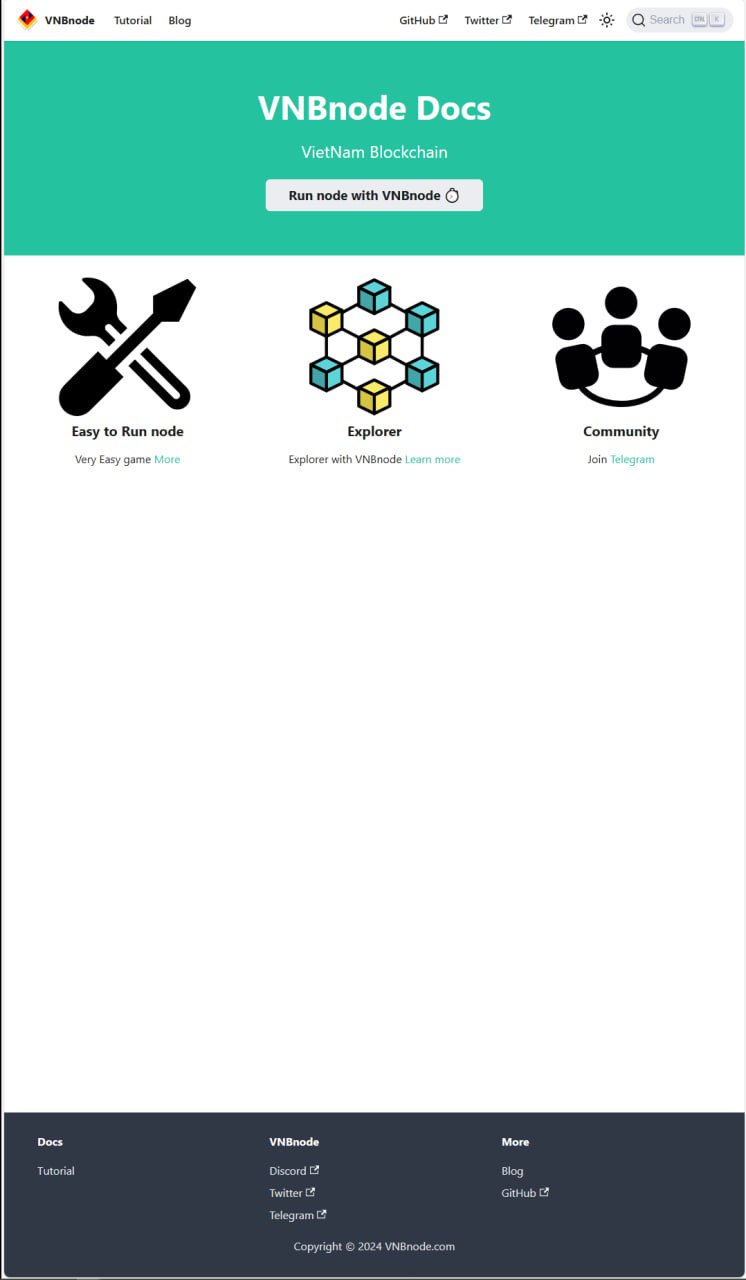 VNBnode Tutorial Blog GitHub Twitter Telegram Search CTRL K
VNBnode Docs
VietNam Blockchain
Run node with VNBnode
Easy to Run node Explorer Community
Very Easy game More Explorer with VNBnode Learn more Join Telegram
Docs VNBnode More
Tutorial Discord Blog
Twitter GitHub
Telegram
Copyright © 2024 VNBnode.com